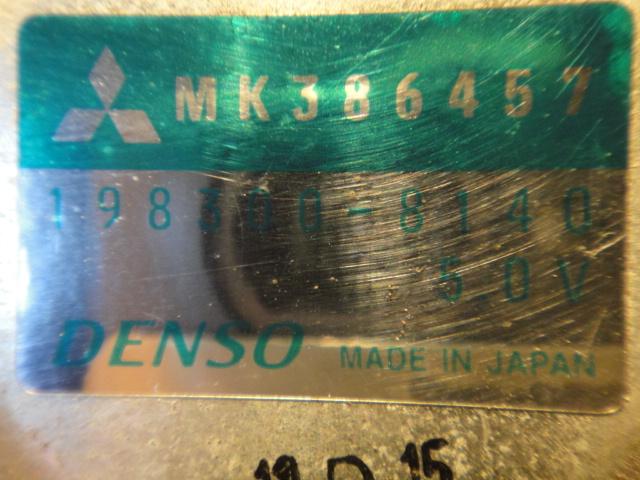 MK386457
198300-8140
5.0V
DENSO MADE IN JAPAN